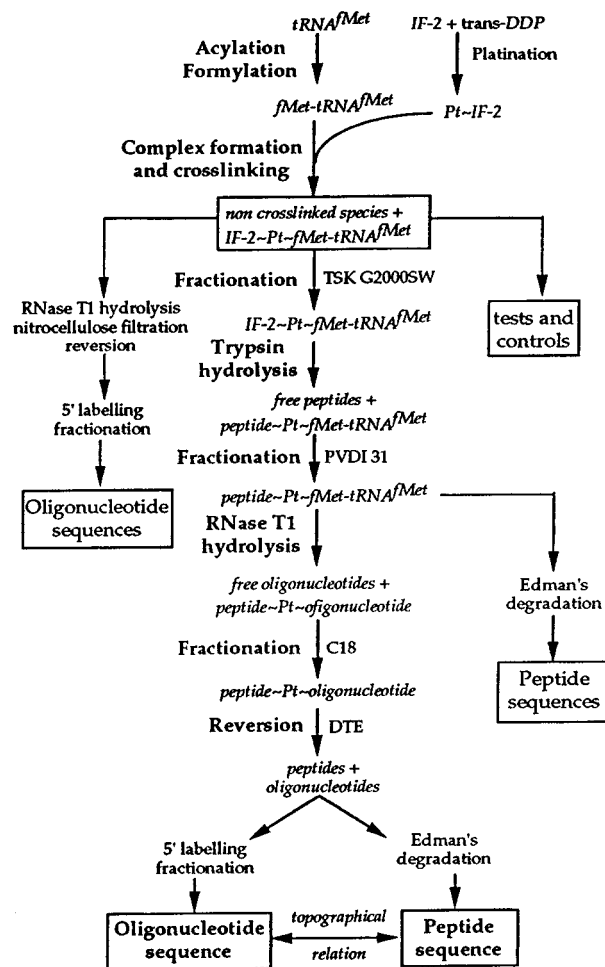 tRNAfMet
IF-2 + trans-DDP
Acylation
Formylation
Platination
fMet-tRNAfMet
Pt~IF-2
Complex formation
and crosslinking
non crosslinked species +
IF-2~Pt~fMet-tRNAfMet
Fractionation
TSK G2000SW
RNase T1 hydrolysis
nitrocellulose filtration
reversion
IF-2~Pt~fMet-tRNAfMet
tests and
controls
Trypsin
hydrolysis
free peptides +
peptide~Pt~fMet-tRNAfMet
5' labelling
fractionation
Fractionation
PVDI 31
Oligonucleotide
sequences
peptide~Pt~fMet-tRNAfMet
RNase T1
hydrolysis
free oligonucleotides +
peptide~Pt~ofigonucleotide
Edman's
degradation
Fractionation
C18
peptide~Pt~oligonucleotide
Peptide
sequences
Reversion
DTE
peptides +
oligonucleotides
5' labelling
fractionation
Edman's
degradation
Oligonucleotide
sequence
topographical
relation
Peptide
sequence